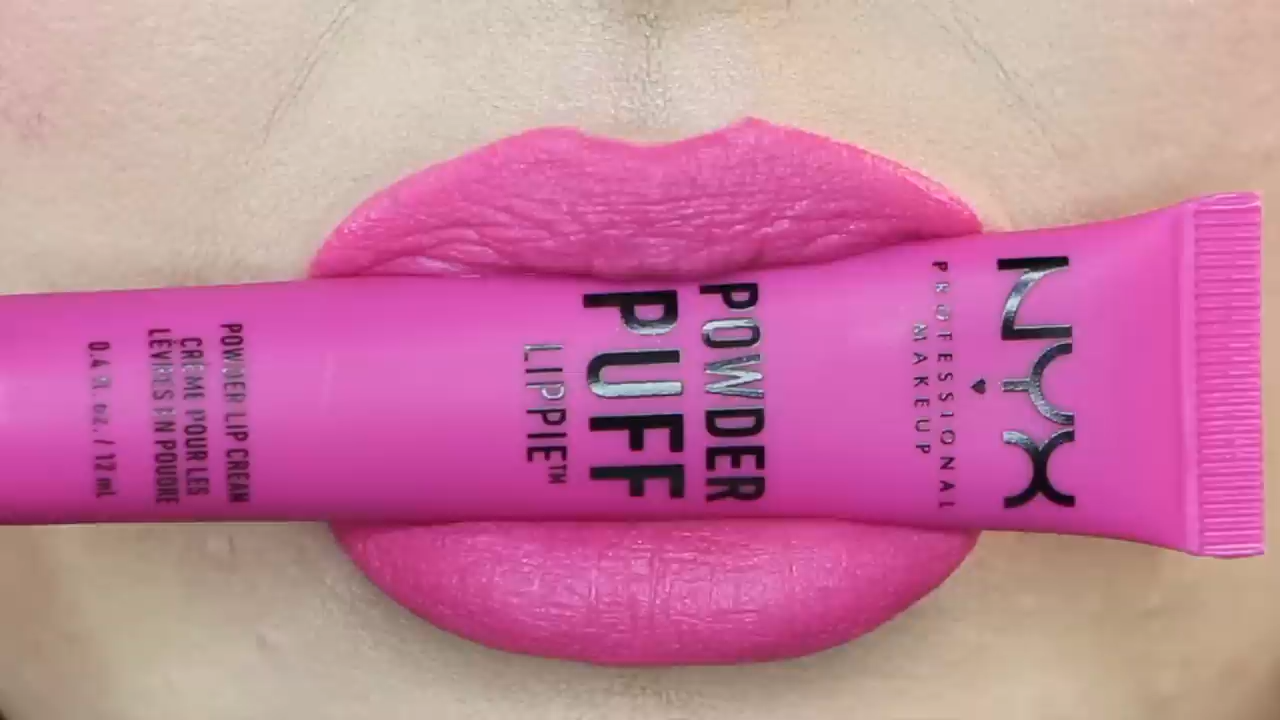 NYX
PROFESSIONAL
MAKEUP
POWDER
PUFF
LIPPIE™
POWDER LIP CREAM
CRÈME POUR LES
LÈVRES EN POUDRE
0.4 fl. oz. / 12 mL